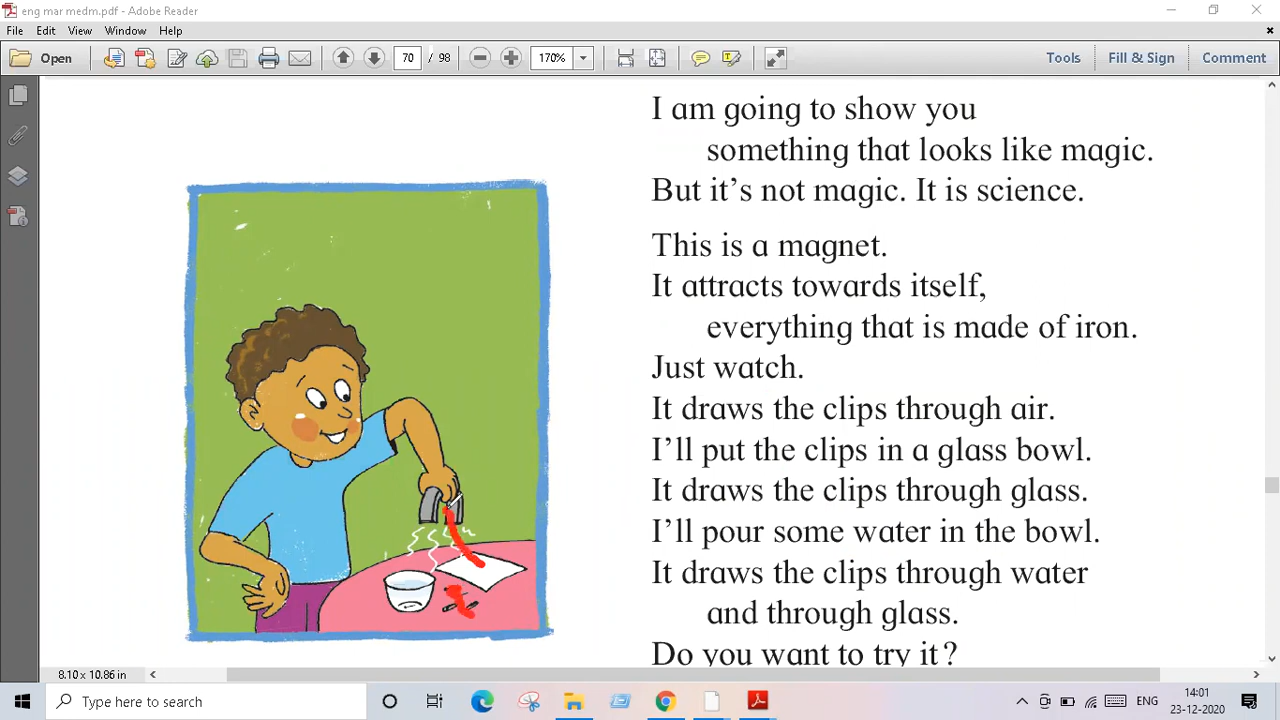 eng mar medm.pdf - Adobe Reader
File Edit View Window Help
Open 70 / 98 170% Tools Fill & Sign Comment
I am going to show you
something that looks like magic.
But it's not magic. It is science.
This is a magnet.
It attracts towards itself,
everything that is made of iron.
Just watch.
It draws the clips through air.
I'll put the clips in a glass bowl.
It draws the clips through glass.
I'll pour some water in the bowl.
It draws the clips through water
and through glass.
Do you want to try it?
8.10 x 10.86 in
Type here to search
ENG
14:01
23-12-2020